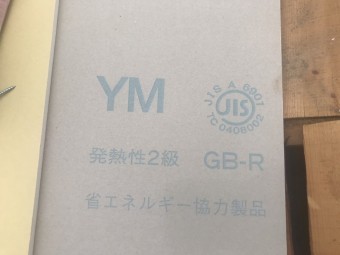 YM
JIS A 6901
JIS
TC 0408002
発熱性2級 GB-R
省エネルギー協力製品